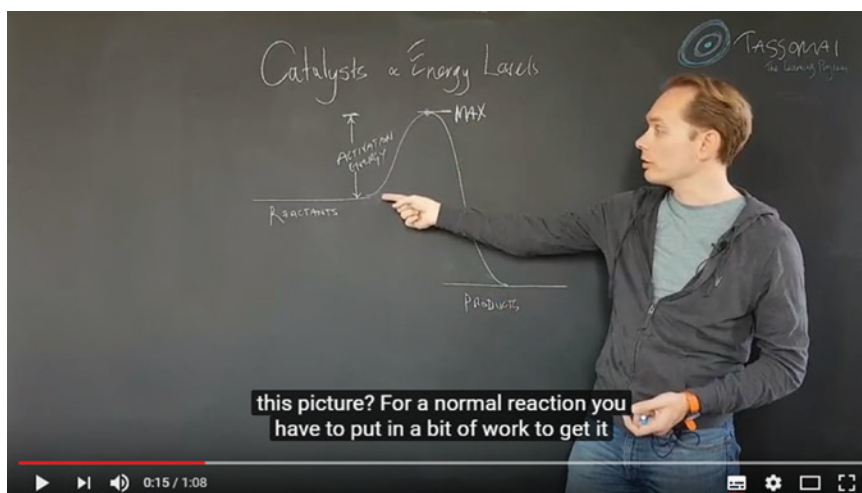 Catalysts & Energy Levels
TASSOMAI
The Learning Program
MAX
ACTIVATION
ENERGY
REACTANTS
PRODUCTS
this picture? For a normal reaction you
have to put in a bit of work to get it
0:15 / 1:08